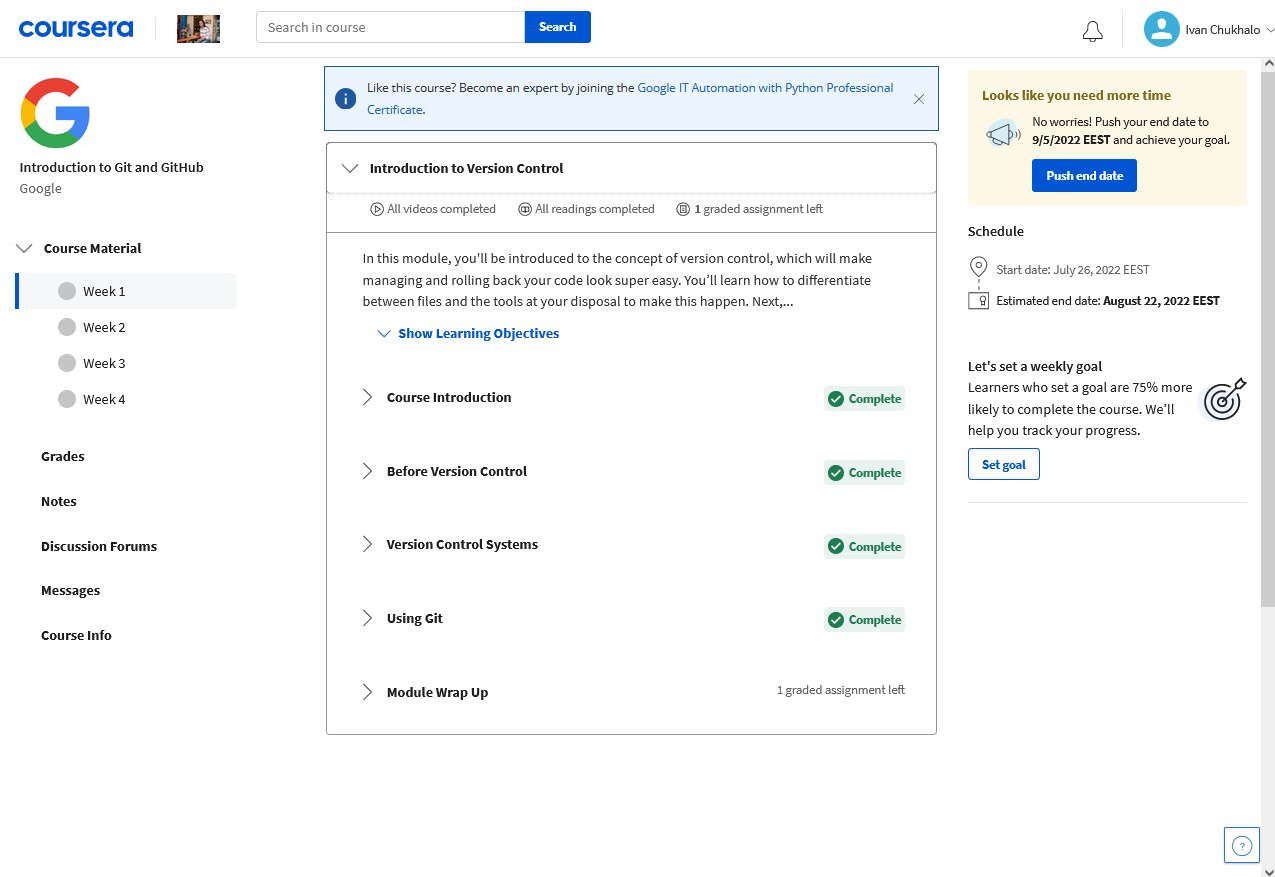 coursera
Search in course
Search
Ivan Chukhalo
Introduction to Git and GitHub
Google
Course Material
Week 1
Week 2
Week 3
Week 4
Grades
Notes
Discussion Forums
Messages
Course Info
Like this course? Become an expert by joining the Google IT Automation with Python Professional
Certificate.
Introduction to Version Control
All videos completed
All readings completed
1 graded assignment left
In this module, you'll be introduced to the concept of version control, which will make
managing and rolling back your code look super easy. You’ll learn how to differentiate
between files and the tools at your disposal to make this happen. Next,...
Show Learning Objectives
Course Introduction
Complete
Before Version Control
Complete
Version Control Systems
Complete
Using Git
Complete
Module Wrap Up
1 graded assignment left
Looks like you need more time
No worries! Push your end date to
9/5/2022 EEST and achieve your goal.
Push end date
Schedule
Start date: July 26, 2022 EEST
Estimated end date: August 22, 2022 EEST
Let's set a weekly goal
Learners who set a goal are 75% more
likely to complete the course. We’ll
help you track your progress.
Set goal
?